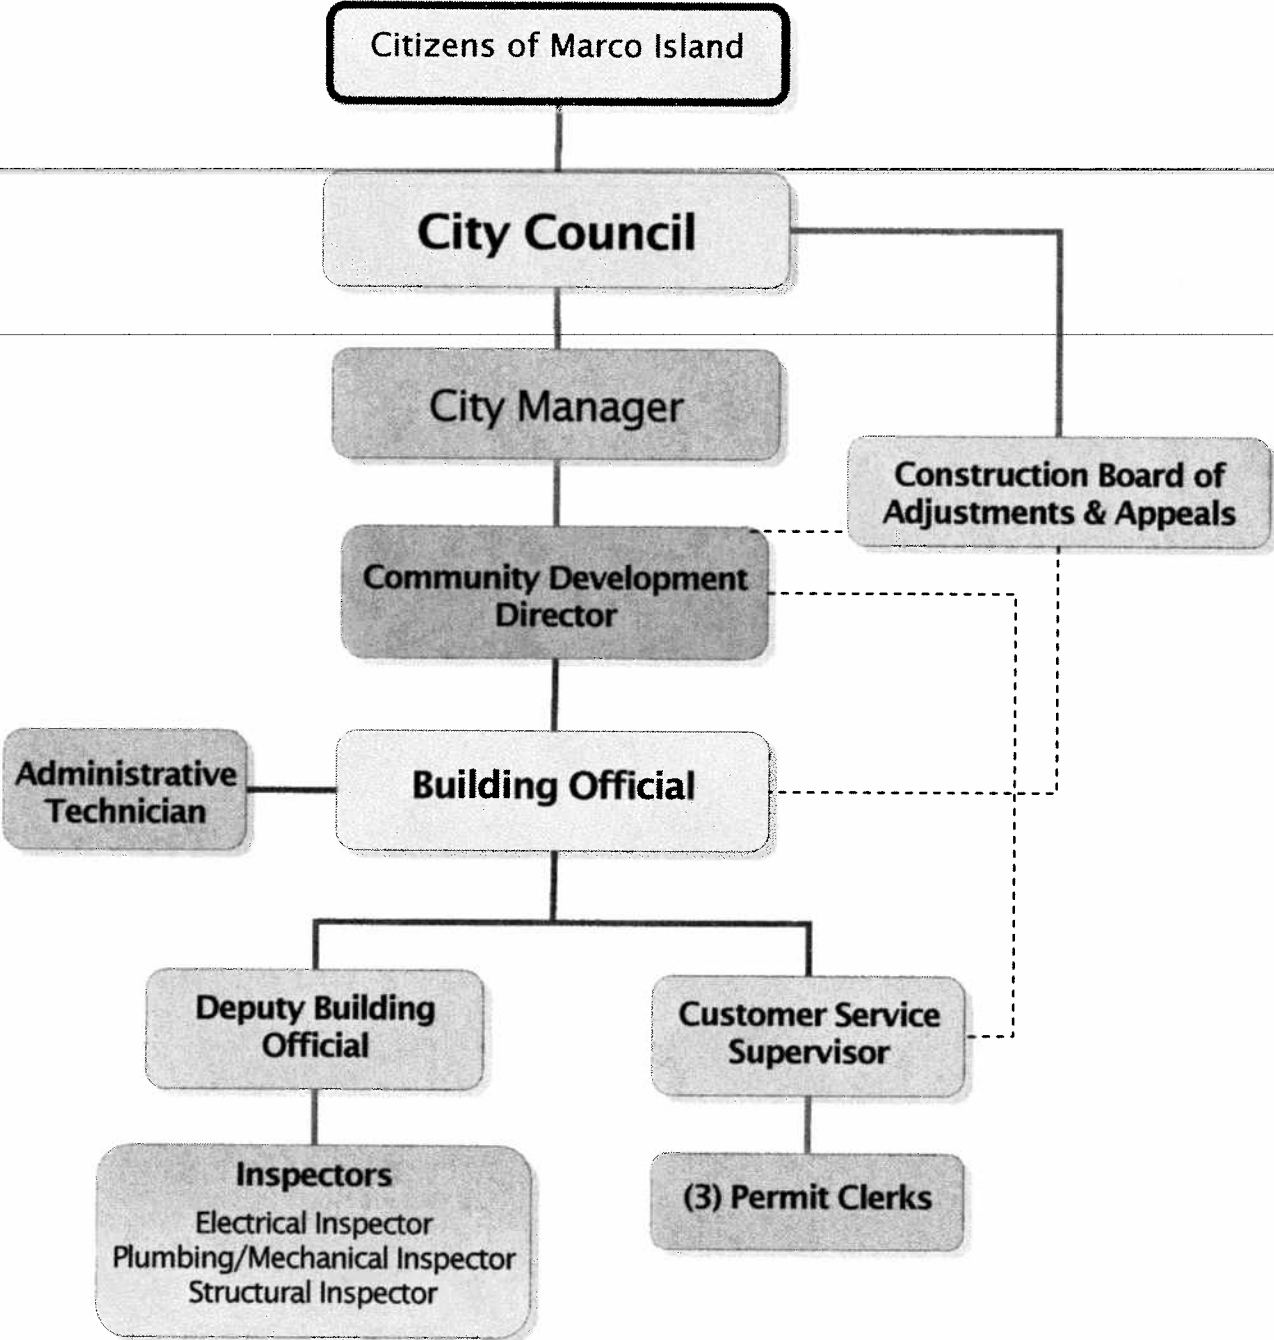 Citizens of Marco Island
City Council
City Manager
Construction Board of
Adjustments & Appeals
Community Development
Director
Administrative
Technician
Building Official
Deputy Building
Official
Customer Service
Supervisor
Inspectors
Electrical Inspector
Plumbing/Mechanical Inspector
Structural Inspector
(3) Permit Clerks